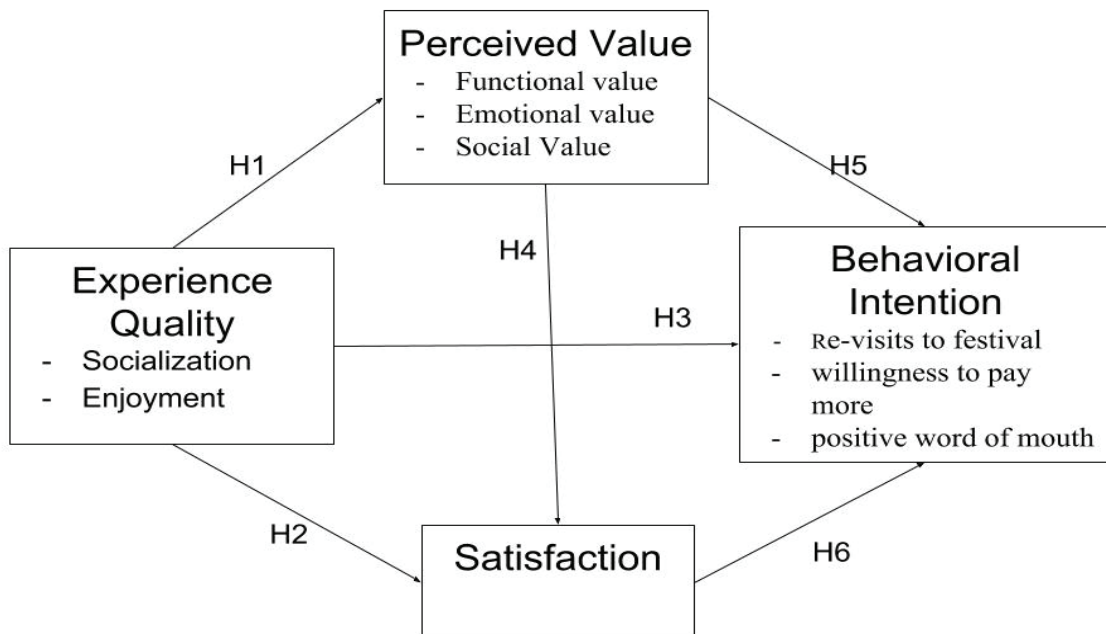 Perceived Value
- Functional value
- Emotional value
- Social Value
H1
H5
H4
Experience
Quality
- Socialization
- Enjoyment
H3
Behavioral
Intention
- Re-visits to festival
- willingness to pay
more
- positive word of mouth
H2
Satisfaction
H6